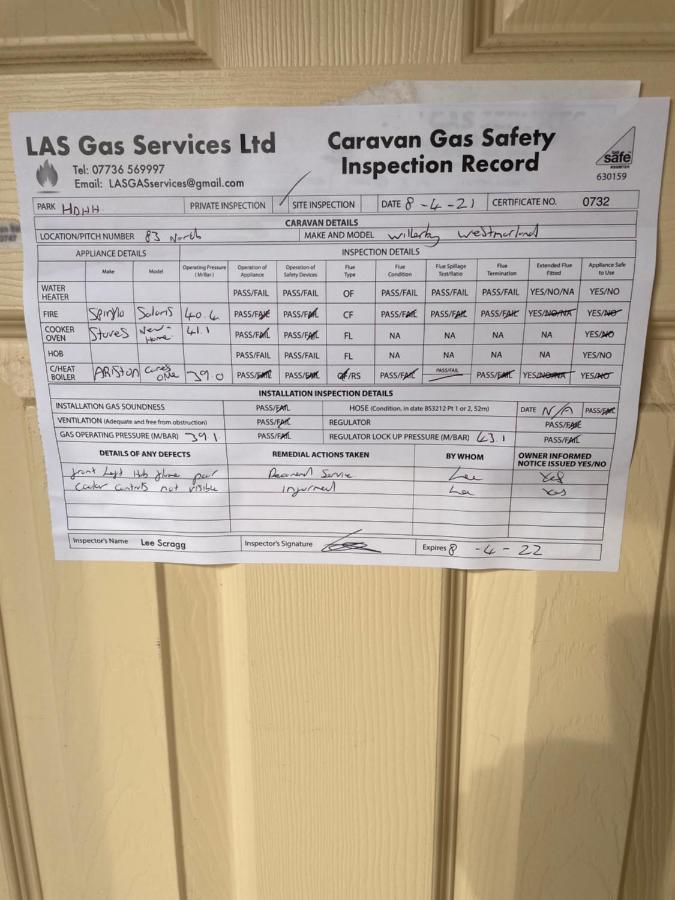 LAS Gas Services Ltd
Tel: 07736 569997
Email: LASGASservices@gmail.com
Caravan Gas Safety
Inspection Record
safe
630159
PARK HDHH PRIVATE INSPECTION SITE INSPECTION DATE 8-4-21 CERTIFICATE NO. 0732
CARAVAN DETAILS
LOCATION/PITCH NUMBER 83 North MAKE AND MODEL Willerby Westmorland
APPLIANCE DETAILS INSPECTION DETAILS
Make Model Operating Pressure (M/Bar) Operation of Appliance Operation of Safety Devices Flue Type Flue Condition Flue Spillage Test/Ratio Flue Termination Extended Flue Fitted Appliance Safe to Use
WATER HEATER PASS/FAIL PASS/FAIL OF PASS/FAIL PASS/FAIL PASS/FAIL YES/NO/NA YES/NO
FIRE Spinflo Solaris 40.4 PASS/FAIL PASS/FAIL CF PASS/FAIL PASS/FAIL PASS/FAIL YES/NO/NA YES/NO
COOKER OVEN Stoves New-Home 41.1 PASS/FAIL PASS/FAIL FL NA NA NA NA YES/NO
HOB PASS/FAIL PASS/FAIL FL NA NA NA NA YES/NO
C/HEAT BOILER ARISTON Cares ONE 39.0 PASS/FAIL PASS/FAIL OF/RS PASS/FAIL PASS/FAIL PASS/FAIL YES/NO/NA YES/NO
INSTALLATION INSPECTION DETAILS
INSTALLATION GAS SOUNDNESS PASS/FAIL HOSE (Condition, in date BS3212 Pt 1 or 2, 52m) DATE N/A PASS/FAIL
VENTILATION (Adequate and free from obstruction) PASS/FAIL REGULATOR PASS/FAIL
GAS OPERATING PRESSURE (M/BAR) 39.1 PASS/FAIL REGULATOR LOCK UP PRESSURE (M/BAR) 43.1 PASS/FAIL
DETAILS OF ANY DEFECTS REMEDIAL ACTIONS TAKEN BY WHOM OWNER INFORMED NOTICE ISSUED YES/NO
front Left Hob flame poor Recomend Service Lee Yes
Cooker controls not visible Informed Lee Yes
Inspector's Name Lee Scragg Inspector's Signature Expires 8-4-22